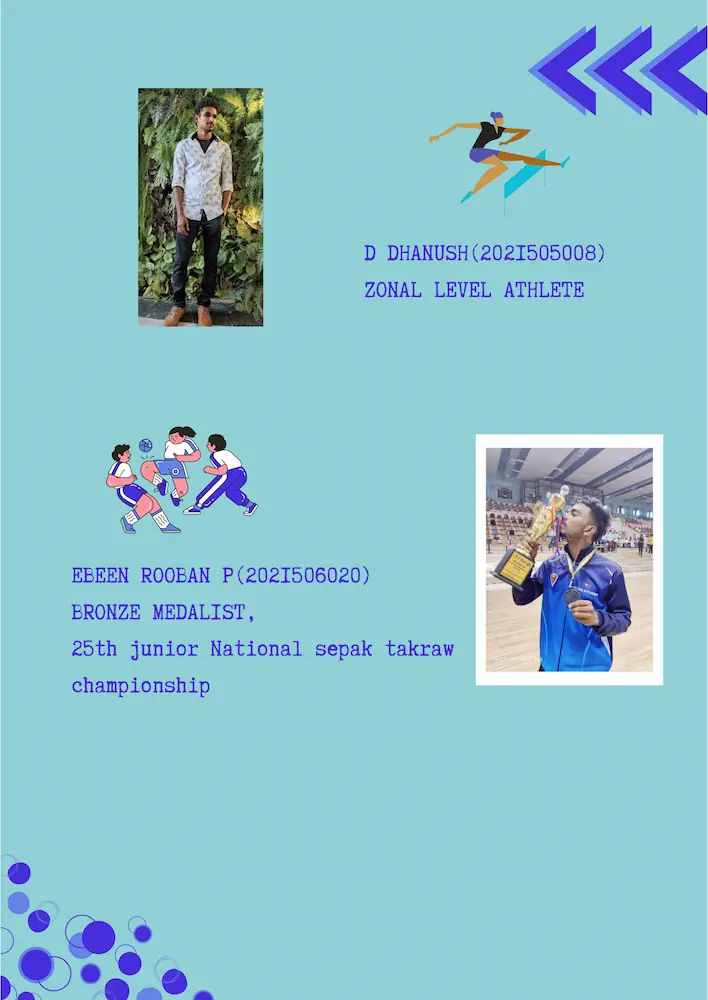 D DHANUSH(2021505008)
ZONAL LEVEL ATHLETE
EBEEN ROOBAN P(2021506020)
BRONZE MEDALIST,
25th junior National sepak takraw
championship